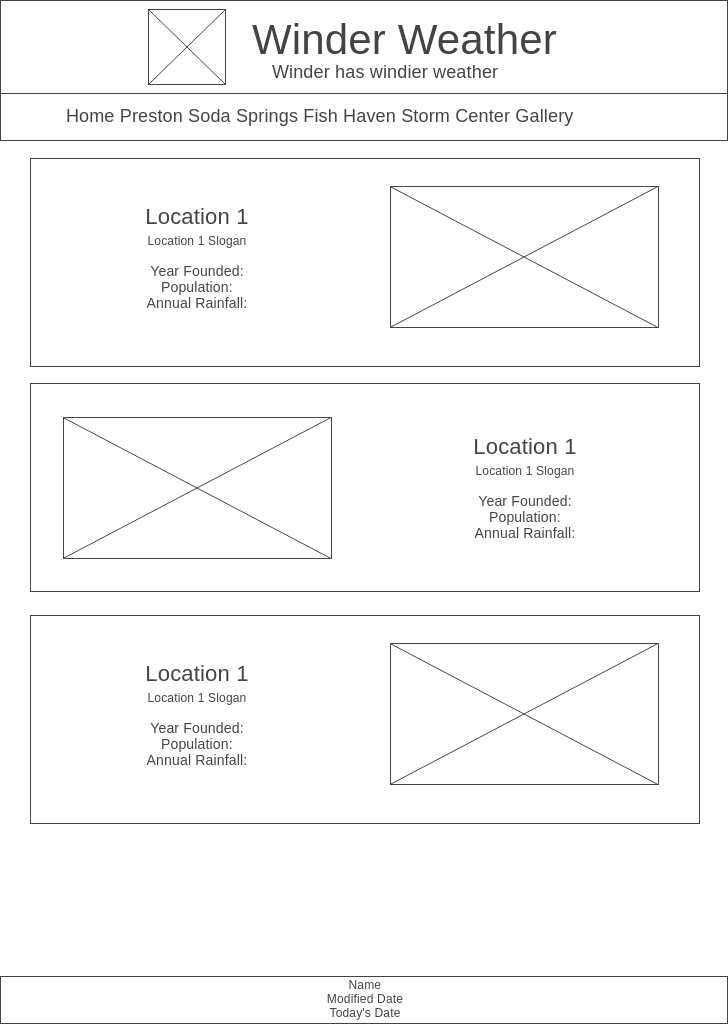 Winder Weather
Winder has windier weather
Home Preston Soda Springs Fish Haven Storm Center Gallery
Location 1
Location 1 Slogan
Year Founded:
Population:
Annual Rainfall:
Location 1
Location 1 Slogan
Year Founded:
Population:
Annual Rainfall:
Location 1
Location 1 Slogan
Year Founded:
Population:
Annual Rainfall:
Name
Modified Date
Today's Date